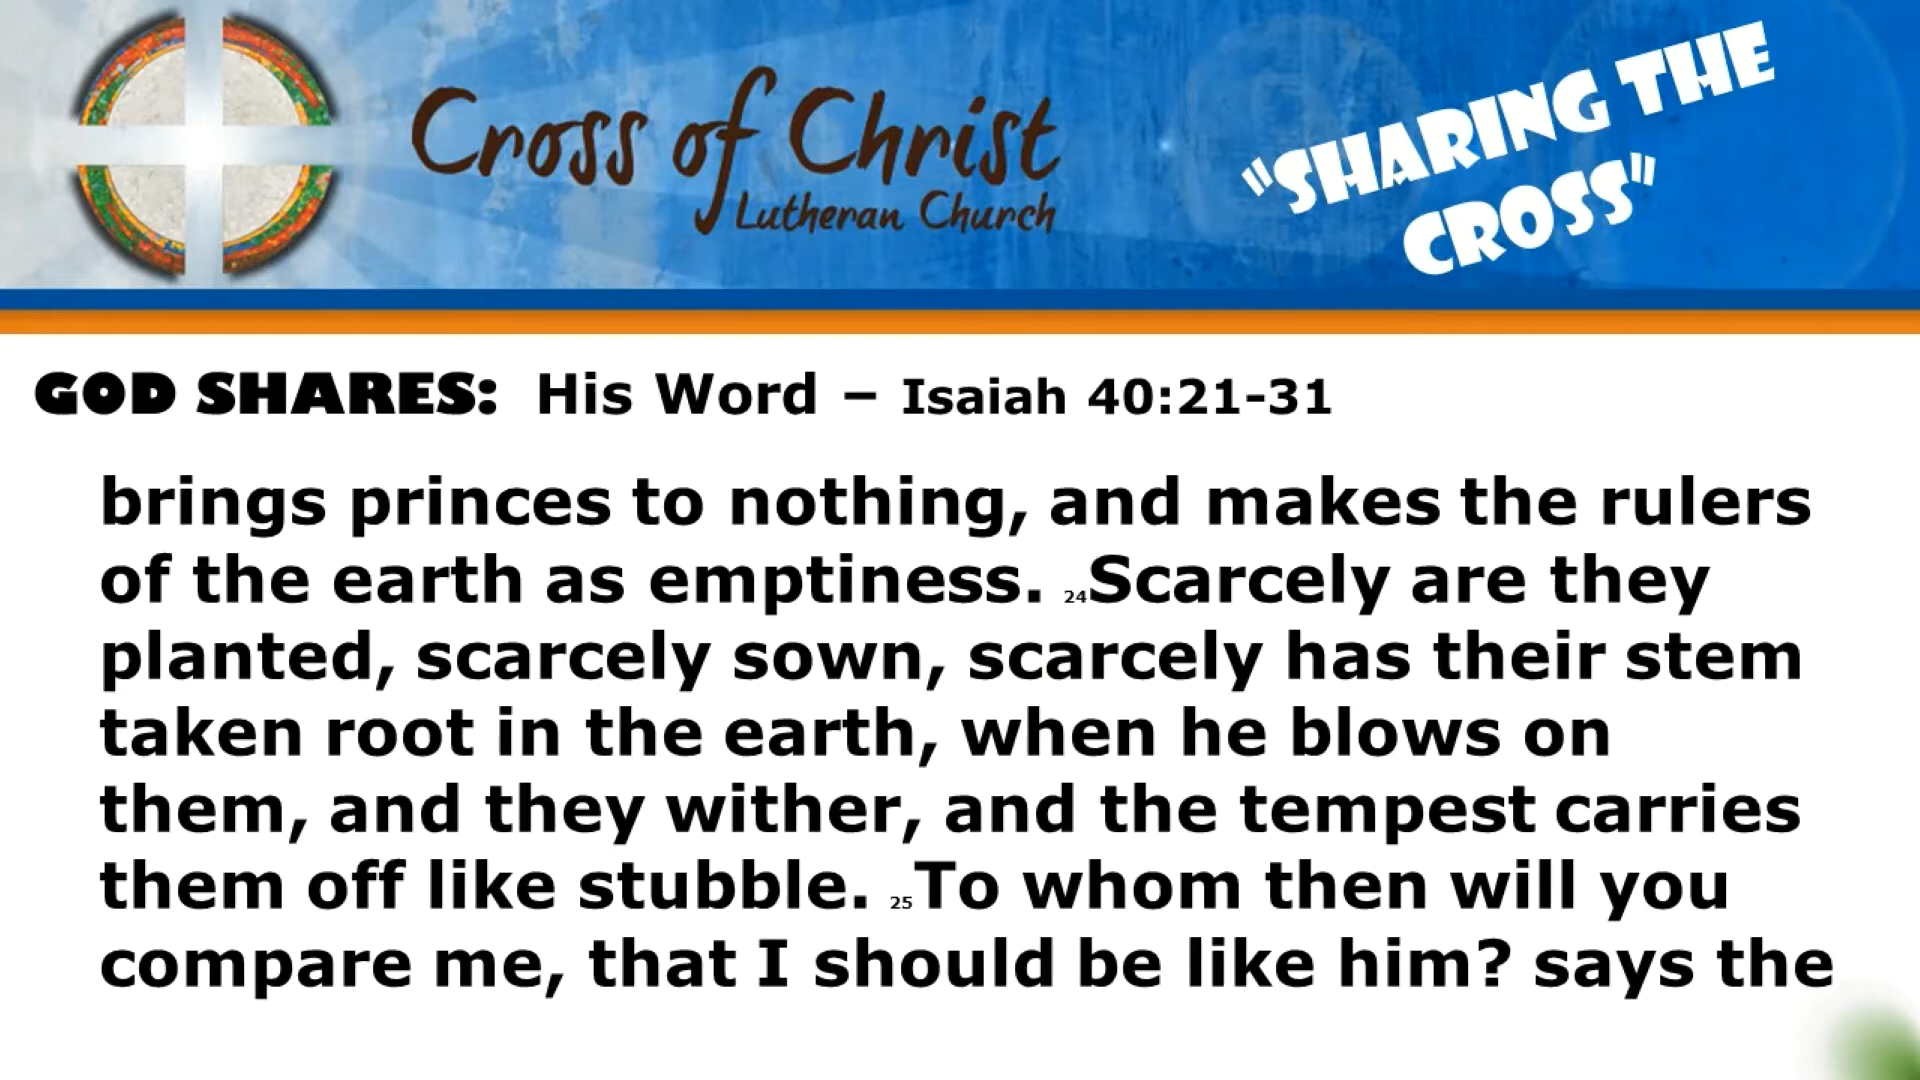 Cross of Christ
Lutheran Church
"SHARING THE
CROSS"
GOD SHARES: His Word – Isaiah 40:21-31
brings princes to nothing, and makes the rulers
of the earth as emptiness. 24Scarcely are they
planted, scarcely sown, scarcely has their stem
taken root in the earth, when he blows on
them, and they wither, and the tempest carries
them off like stubble. 25To whom then will you
compare me, that I should be like him? says the